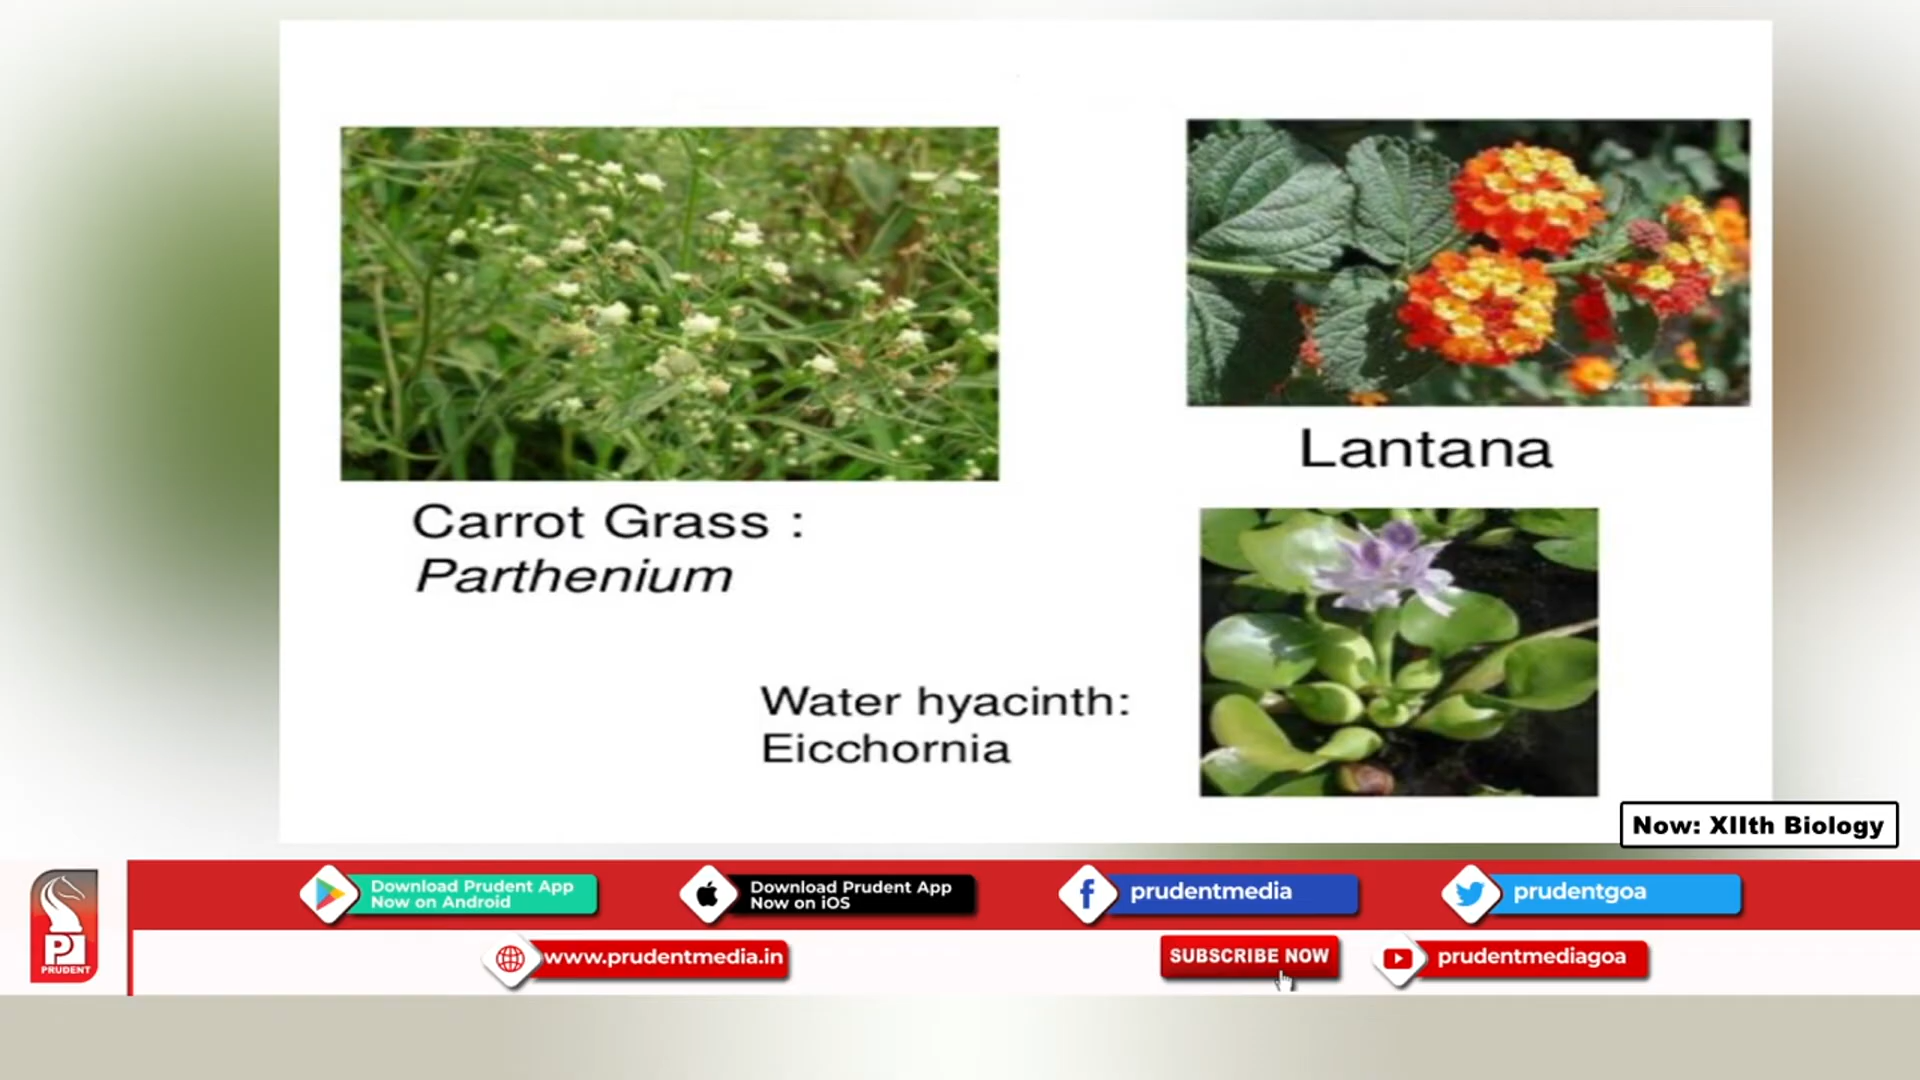 Lantana
Carrot Grass :
Parthenium
Water hyacinth:
Eicchornia
Now: XIIth Biology
Download Prudent App
Now on Android
Download Prudent App
Now on iOS
prudentmedia
prudentgoa
PRUDENT
www.prudentmedia.in
SUBSCRIBE NOW
prudentmediagoa